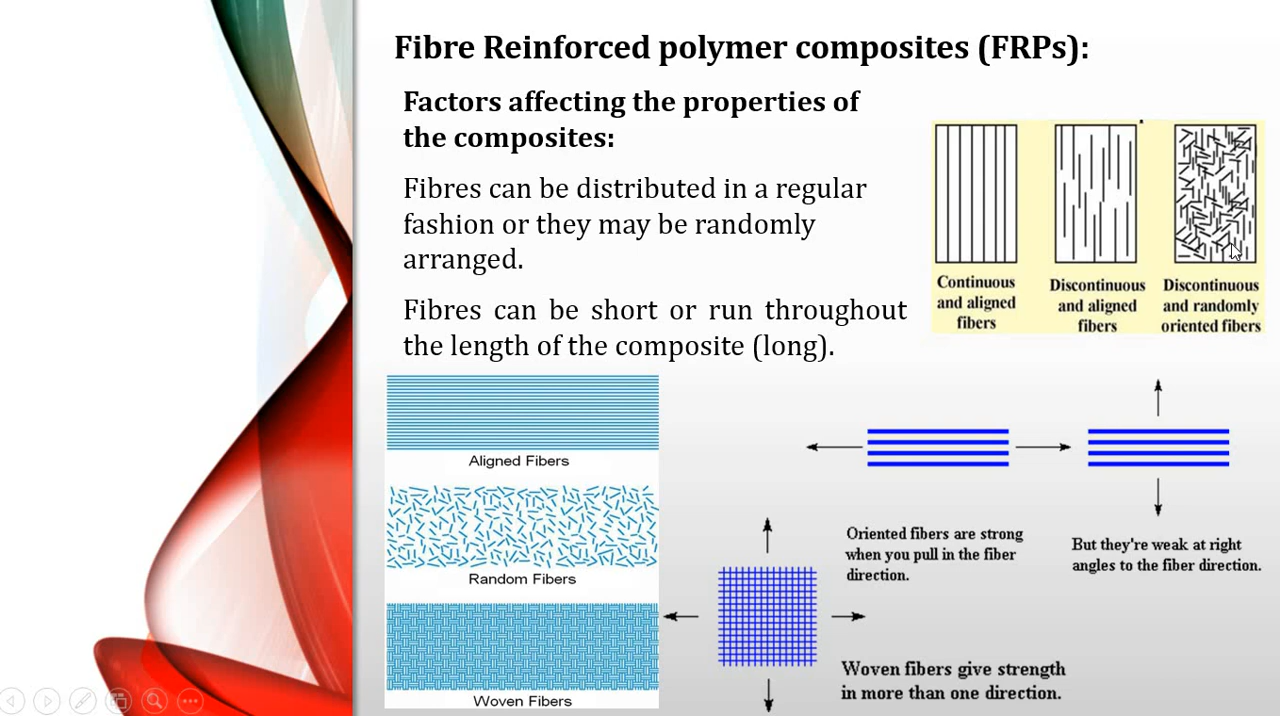 Fibre Reinforced polymer composites (FRPs):
Factors affecting the properties of
the composites:
Fibres can be distributed in a regular
fashion or they may be randomly
arranged.
Fibres can be short or run throughout
the length of the composite (long).
Continuous
and aligned
fibers
Discontinuous
and aligned
fibers
Discontinuous
and randomly
oriented fibers
Aligned Fibers
Random Fibers
Woven Fibers
Oriented fibers are strong
when you pull in the fiber
direction.
But they're weak at right
angles to the fiber direction.
Woven fibers give strength
in more than one direction.